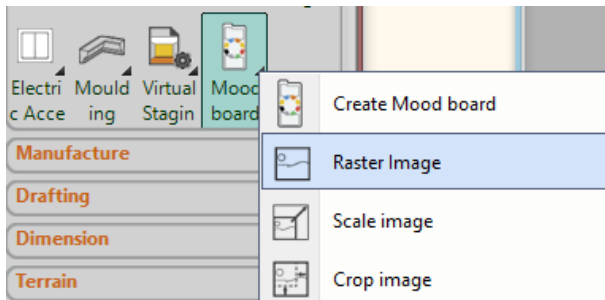 Electri Mould Virtual Mood
c Acce ing Stagin board
Create Mood board
Manufacture
Raster Image
Drafting
Scale image
Dimension
Terrain
Crop image